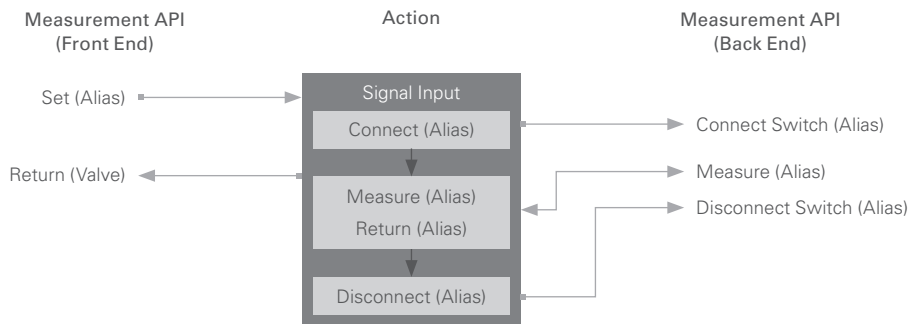 Measurement API
(Front End)
Action
Measurement API
(Back End)
Set (Alias)
Signal Input
Connect (Alias)
Connect Switch (Alias)
Return (Valve)
Measure (Alias)
Return (Alias)
Measure (Alias)
Disconnect Switch (Alias)
Disconnect (Alias)